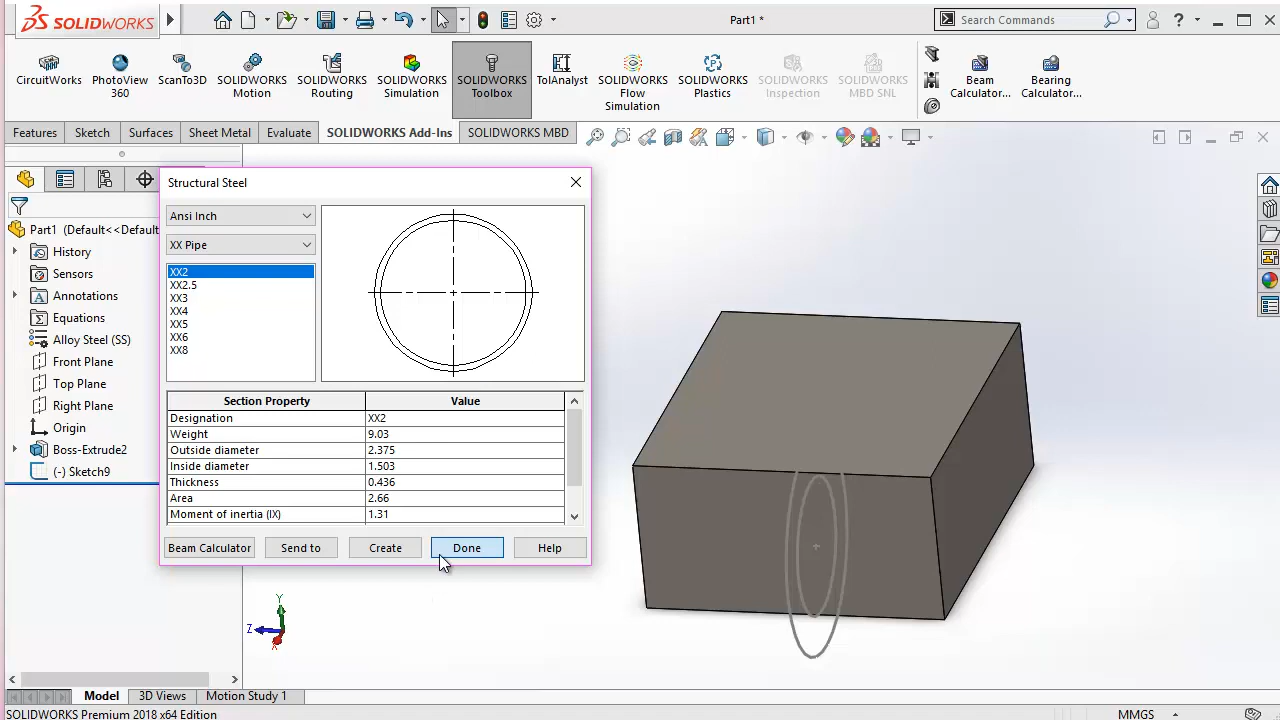 SOLIDWORKS
Part1 *
Search Commands
?
CircuitWorks
PhotoView
360
ScanTo3D
SOLIDWORKS
Motion
SOLIDWORKS
Routing
SOLIDWORKS
Simulation
SOLIDWORKS
Toolbox
TolAnalyst
SOLIDWORKS
Flow
Simulation
SOLIDWORKS
Plastics
SOLIDWORKS
Inspection
SOLIDWORKS
MBD SNL
Beam
Calculator...
Bearing
Calculator...
Features
Sketch
Surfaces
Sheet Metal
Evaluate
SOLIDWORKS Add-Ins
SOLIDWORKS MBD
Part1 (Default<<Default
History
Sensors
Annotations
Equations
Alloy Steel (SS)
Front Plane
Top Plane
Right Plane
Origin
Boss-Extrude2
(-) Sketch9
Structural Steel
Ansi Inch
XX Pipe
XX2
XX2.5
XX3
XX4
XX5
XX6
XX8
Section Property Value
Designation XX2
Weight 9.03
Outside diameter 2.375
Inside diameter 1.503
Thickness 0.436
Area 2.66
Moment of inertia (IX) 1.31
Beam Calculator
Send to
Create
Done
Help
Y
Z
X
Model
3D Views
Motion Study 1
SOLIDWORKS Premium 2018 x64 Edition
MMGS